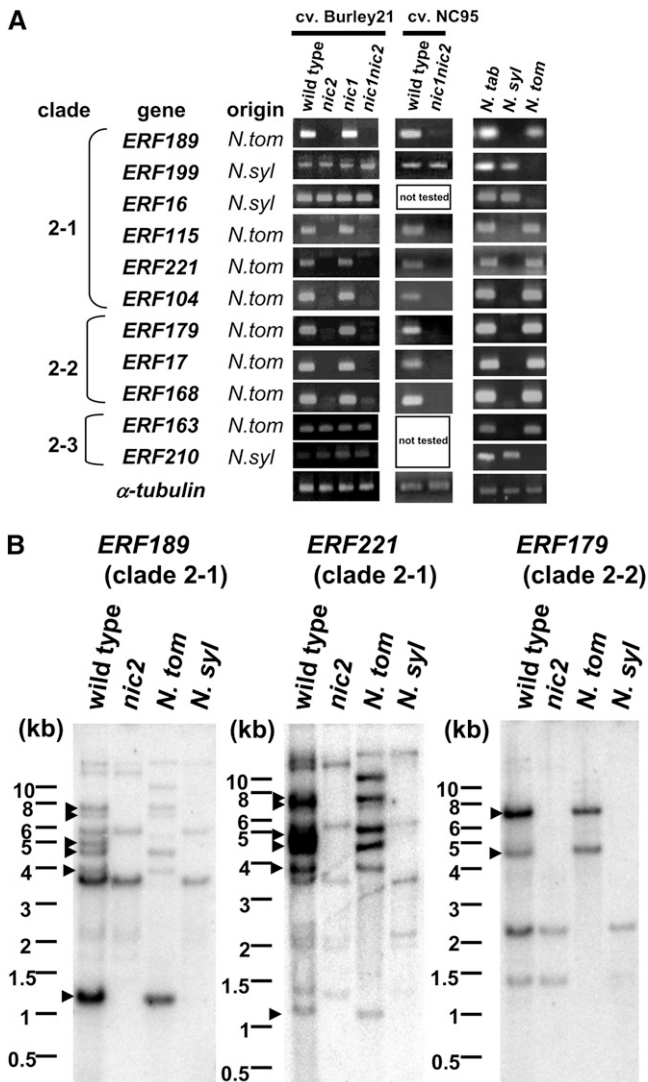 A
cv. Burley21
cv. NC95
wild type
nic2
nic1
nic1nic2
wild type
nic1nic2
N. tab
N. syl
N. tom
clade gene origin
2-1
ERF189 N.tom
ERF199 N.syl
ERF16 N.syl
not tested
ERF115 N.tom
ERF221 N.tom
ERF104 N.tom
2-2
ERF179 N.tom
ERF17 N.tom
ERF168 N.tom
2-3
ERF163 N.tom
ERF210 N.syl
not tested
α-tubulin
B
ERF189
(clade 2-1)
wild type
nic2
N. tom
N. syl
(kb)
10
8
6
5
4
3
2
1.5
1
0.5
ERF221
(clade 2-1)
wild type
nic2
N. tom
N. syl
(kb)
10
8
6
5
4
3
2
1.5
1
0.5
ERF179
(clade 2-2)
wild type
nic2
N. tom
N. syl
(kb)
10
8
6
5
4
3
2
1.5
1
0.5